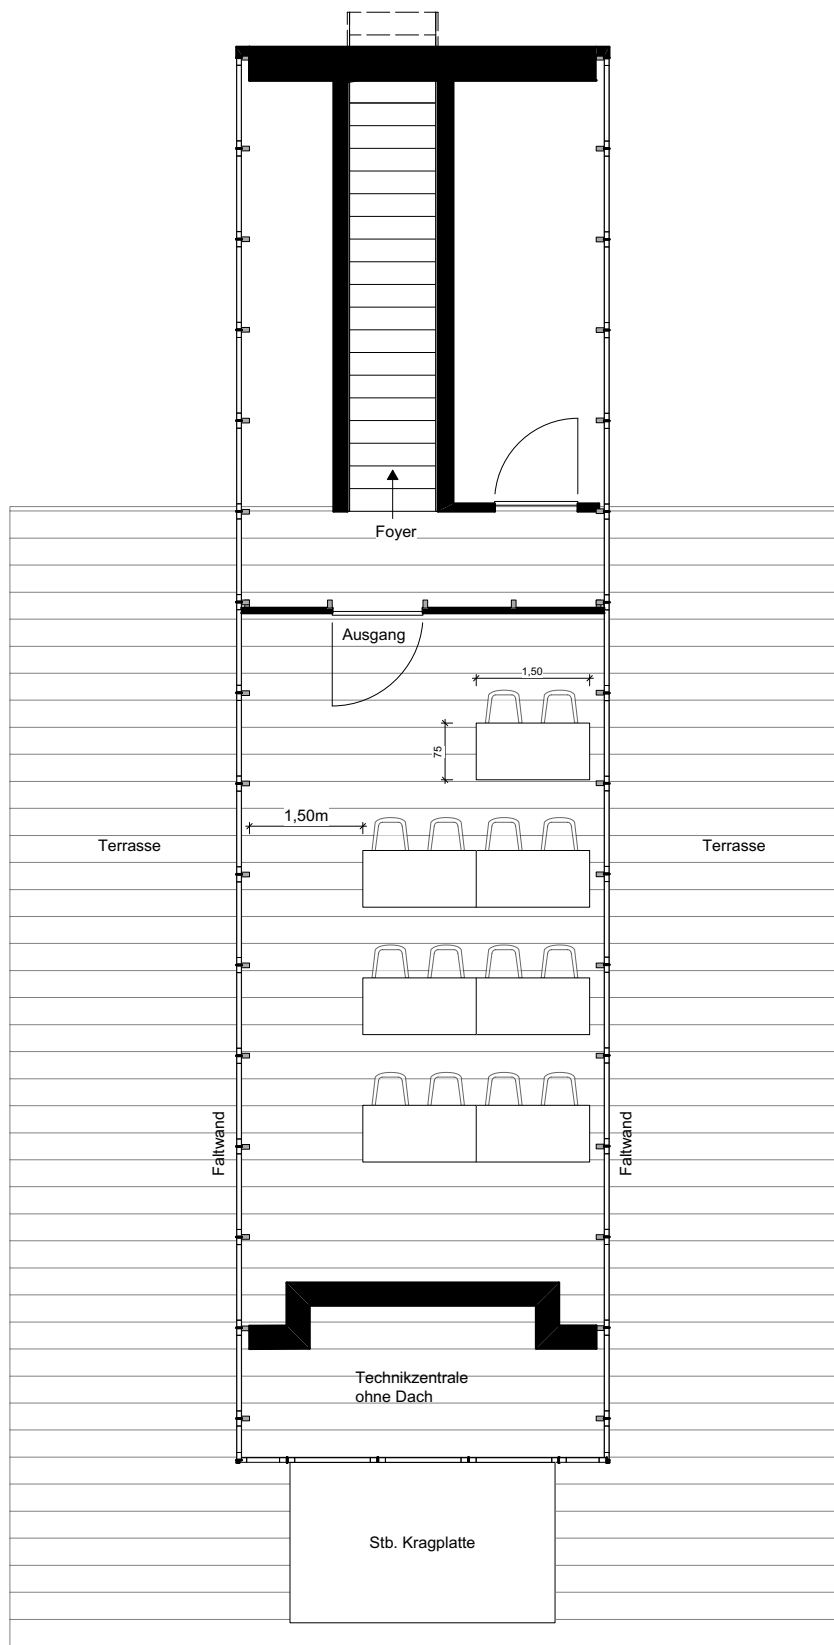 Foyer
Ausgang
1,50
75
1,50m
Terrasse
Terrasse
Faltwand
Faltwand
Technikzentrale
ohne Dach
Stb. Kragplatte